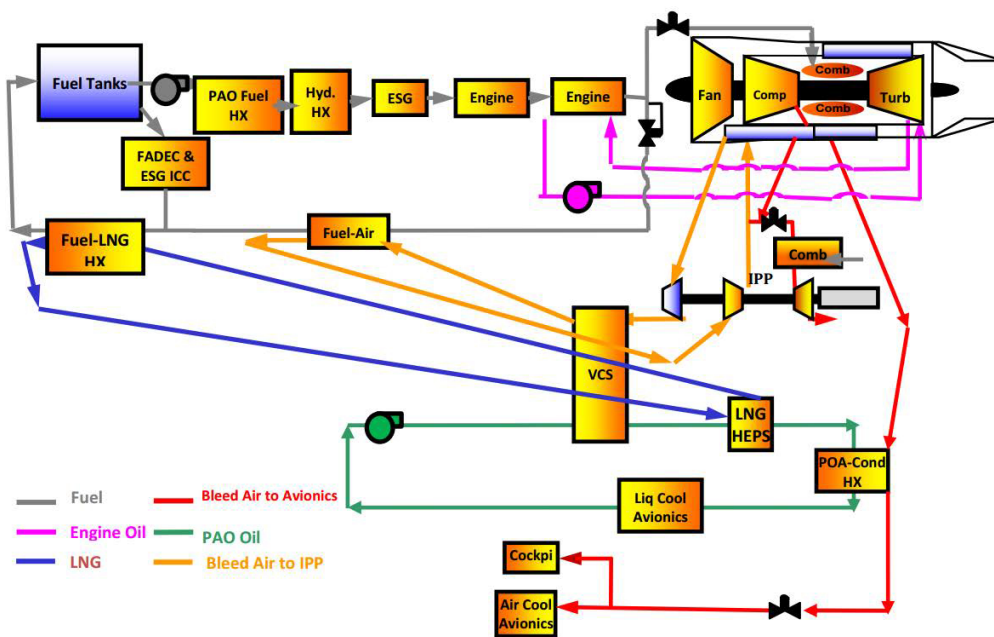 Fuel Tanks
PAO Fuel
HX
Hyd.
HX
ESG
Engine
Engine
Fan
Comp
Comb
Comb
Turb
FADEC &
ESG ICC
Fuel-LNG
HX
Fuel-Air
Comb
IPP
VCS
LNG
HEPS
POA-Cond
HX
Liq Cool
Avionics
Fuel
Bleed Air to Avionics
Engine Oil
PAO Oil
LNG
Bleed Air to IPP
Cockpi
Air Cool
Avionics